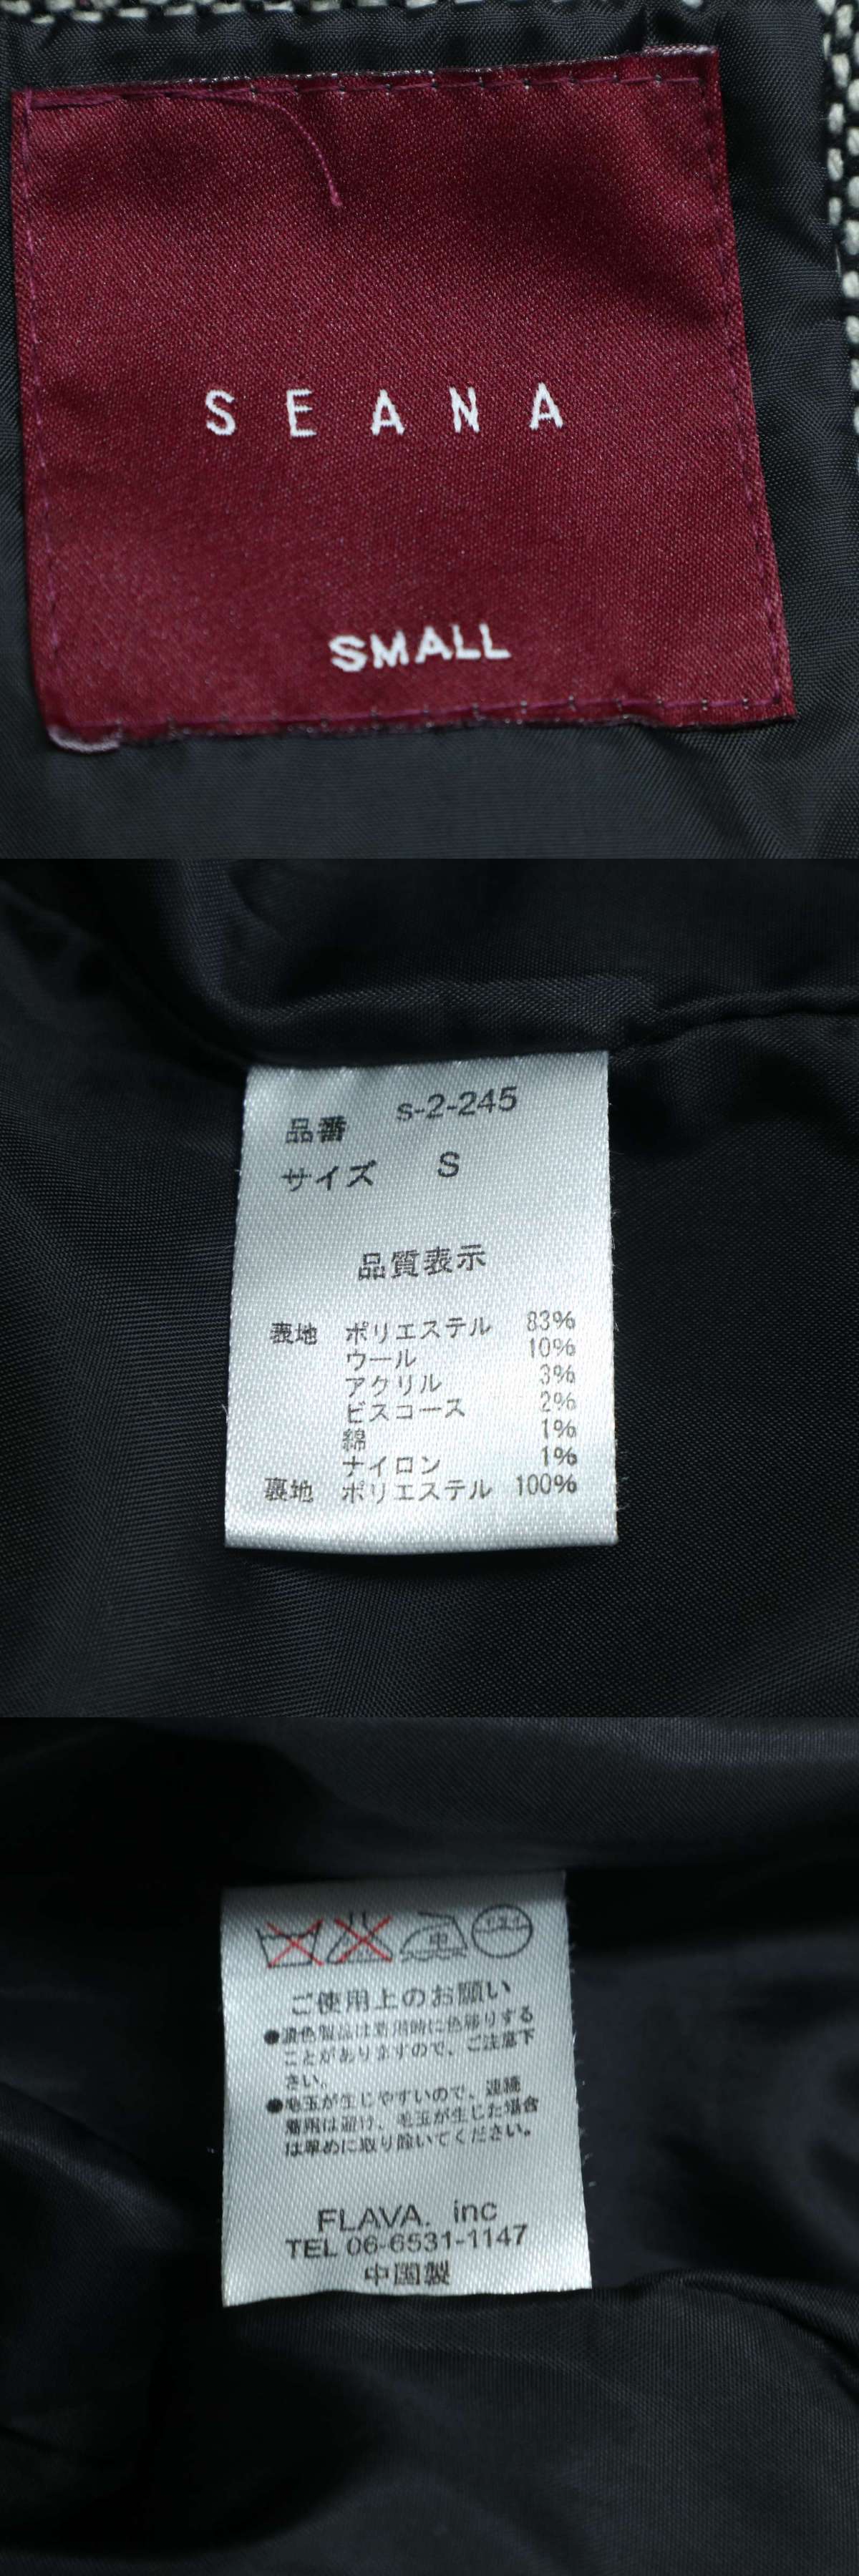 SEANA
SMALL
品番 s-2-245
サイズ S
品質表示
表地 ポリエステル 83%
ウール 10%
アクリル 3%
ビスコース 2%
綿 1%
ナイロン 1%
裏地 ポリエステル 100%
中
ご使用上のお願い
●濃色製品は着用時に色移りする
ことがありますので、ご注意下
さい。
●毛玉が生じやすいので、連続
着用は避け、毛玉が生じた場合
は早めに取り除いてください。
FLAVA. inc
TEL 06-6531-1147
中国製